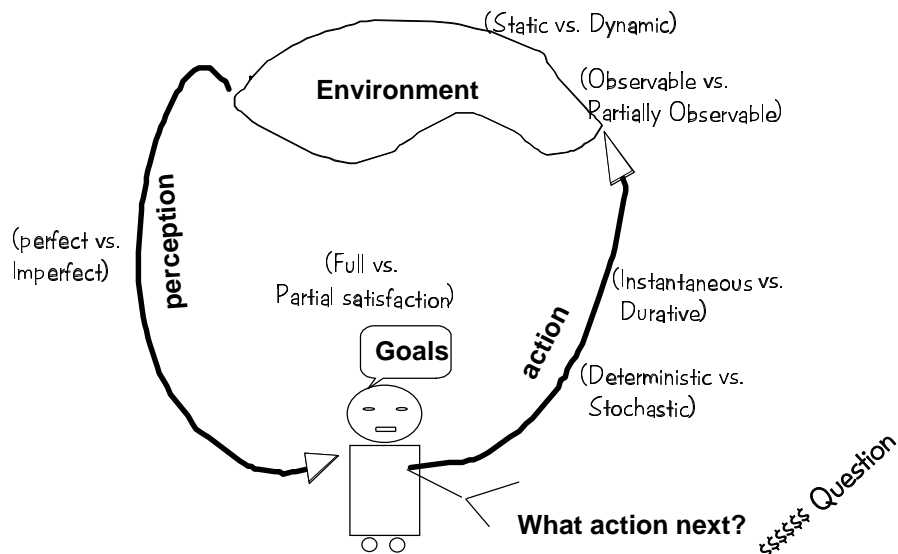 (Static vs. Dynamic)
Environment
(Observable vs.
Partially Observable)
perception
(perfect vs.
Imperfect)
(Full vs.
Partial satisfaction)
Goals
action
(Instantaneous vs.
Durative)
(Deterministic vs.
Stochastic)
What action next?
$$$$$$ Question